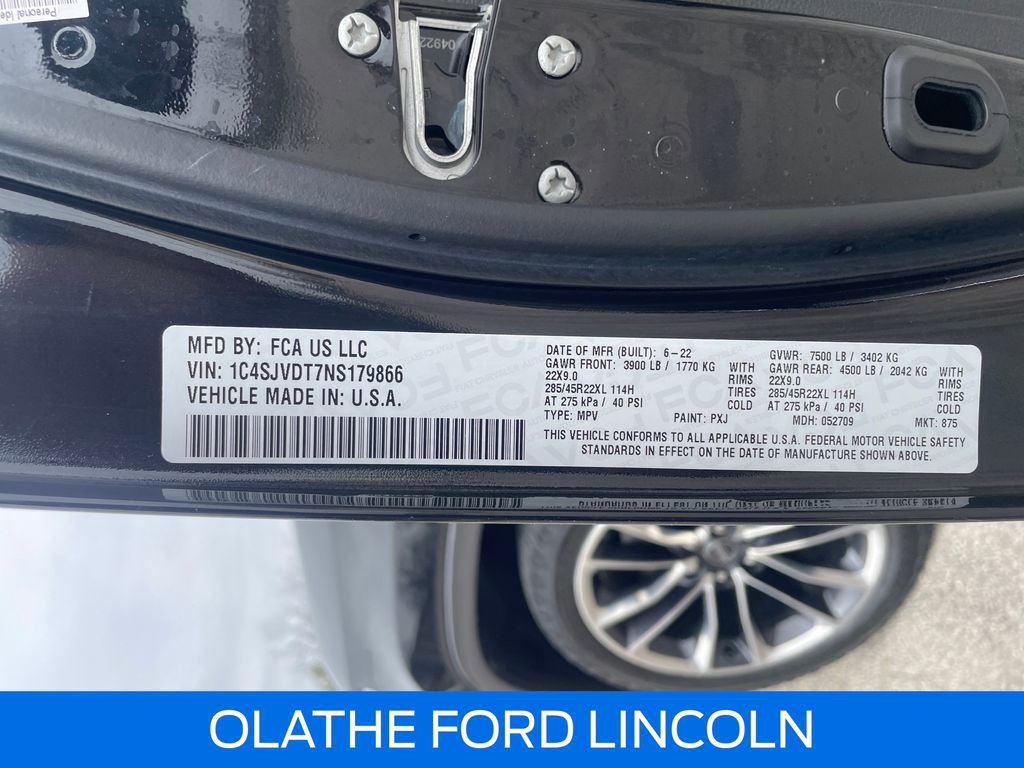 Personal Ide
04922
MFD BY: FCA US LLC
VIN: 1C4SJVDT7NS179866
VEHICLE MADE IN: U.S.A.
DATE OF MFR (BUILT): 6-22 GVWR: 7500 LB / 3402 KG
GAWR FRONT: 3900 LB / 1770 KG WITH GAWR REAR: 4500 LB / 2042 KG WITH
22X9.0 RIMS 22X9.0 RIMS
285/45R22XL 114H TIRES 285/45R22XL 114H TIRES
AT 275 kPa / 40 PSI COLD AT 275 kPa / 40 PSI COLD
TYPE: MPV PAINT: PXJ MDH: 052709 MKT: 875
THIS VEHICLE CONFORMS TO ALL APPLICABLE U.S.A. FEDERAL MOTOR VEHICLE SAFETY
STANDARDS IN EFFECT ON THE DATE OF MANUFACTURE SHOWN ABOVE.
OLATHE FORD LINCOLN